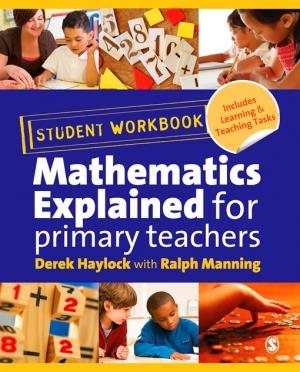 STUDENT WORKBOOK
Includes
Learning &
Teaching Tasks
Mathematics
Explained for
primary teachers
Derek Haylock with Ralph Manning
SAGE